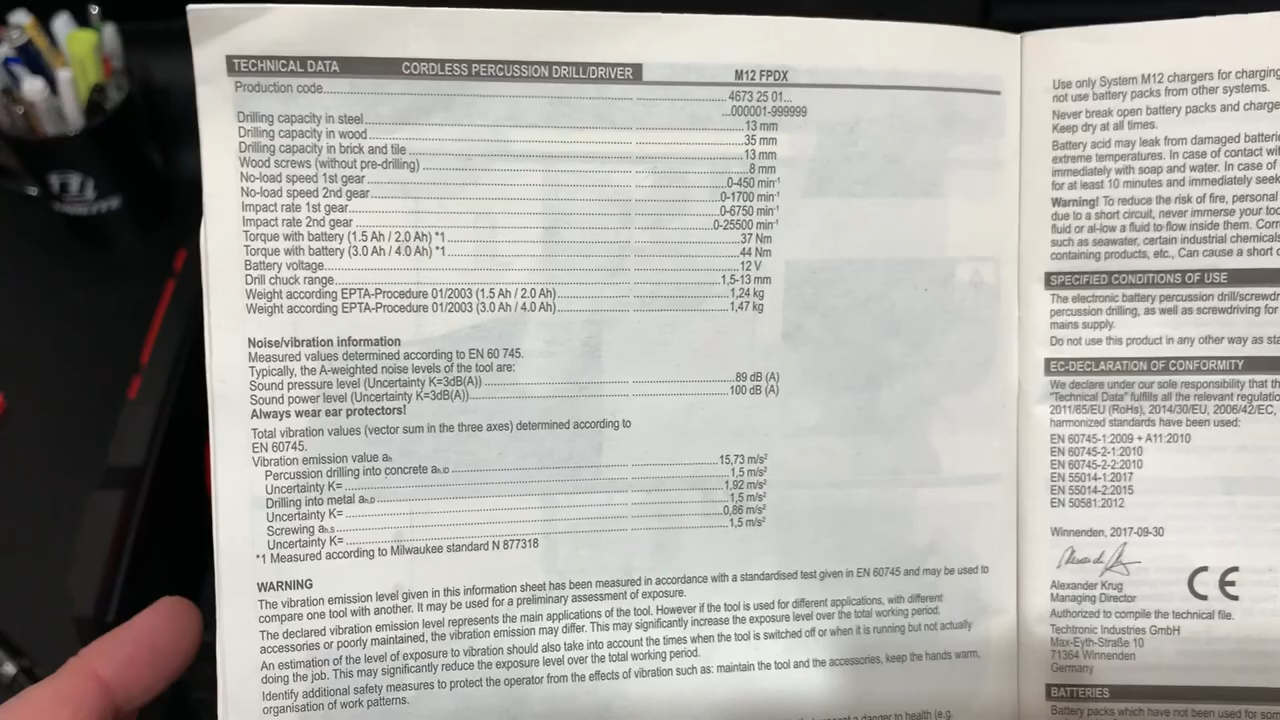 TECHNICAL DATA CORDLESS PERCUSSION DRILL/DRIVER M12 FPDX
Production code 4673 25 01...
...000001-999999
Drilling capacity in steel 13 mm
Drilling capacity in wood 35 mm
Drilling capacity in brick and tile 13 mm
Wood screws (without pre-drilling) 8 mm
No-load speed 1st gear 0-450 min-1
No-load speed 2nd gear 0-1700 min-1
Impact rate 1st gear 0-6750 min-1
Impact rate 2nd gear 0-25500 min-1
Torque with battery (1.5 Ah / 2.0 Ah) *1 37 Nm
Torque with battery (3.0 Ah / 4.0 Ah) *1 44 Nm
Battery voltage 12 V
Drill chuck range 1,5-13 mm
Weight according EPTA-Procedure 01/2003 (1.5 Ah / 2.0 Ah) 1,24 kg
Weight according EPTA-Procedure 01/2003 (3.0 Ah / 4.0 Ah) 1,47 kg
Noise/vibration information
Measured values determined according to EN 60 745.
Typically, the A-weighted noise levels of the tool are:
Sound pressure level (Uncertainty K=3dB(A)) 89 dB (A)
Sound power level (Uncertainty K=3dB(A)) 100 dB (A)
Always wear ear protectors!
Total vibration values (vector sum in the three axes) determined according to
EN 60745.
Vibration emission value ah
Percussion drilling into concrete ah,ID 15,73 m/s²
Uncertainty K= 1,5 m/s²
Drilling into metal ah,D 1,92 m/s²
Uncertainty K= 1,5 m/s²
Screwing ah,S 0,86 m/s²
Uncertainty K= 1,5 m/s²
*1 Measured according to Milwaukee standard N 877318
WARNING
The vibration emission level given in this information sheet has been measured in accordance with a standardised test given in EN 60745 and may be used to
compare one tool with another. It may be used for a preliminary assessment of exposure.
The declared vibration emission level represents the main applications of the tool. However if the tool is used for different applications, with different
accessories or poorly maintained, the vibration emission may differ. This may significantly increase the exposure level over the total working period.
An estimation of the level of exposure to vibration should also take into account the times when the tool is switched off or when it is running but not actually
doing the job. This may significantly reduce the exposure level over the total working period.
Identify additional safety measures to protect the operator from the effects of vibration such as: maintain the tool and the accessories, keep the hands warm,
organisation of work patterns.
a danger to health (e.g.
Use only System M12 chargers for charging
not use battery packs from other systems.
Never break open battery packs and charge
Keep dry at all times.
Battery acid may leak from damaged batteri
extreme temperatures. In case of contact wit
immediately with soap and water. In case of
for at least 10 minutes and immediately seek
Warning! To reduce the risk of fire, personal
due to a short circuit, never immerse your too
fluid or al-low a fluid to flow inside them. Corr
such as seawater, certain industrial chemicals
containing products, etc., Can cause a short c
SPECIFIED CONDITIONS OF USE
The electronic battery percussion drill/screwdr
percussion drilling, as well as screwdriving for
mains supply.
Do not use this product in any other way as sta
EC-DECLARATION OF CONFORMITY
We declare under our sole responsibility that th
"Technical Data" fulfills all the relevant regulatio
2011/65/EU (RoHs), 2014/30/EU, 2006/42/EC,
harmonized standards have been used:
EN 60745-1:2009 + A11:2010
EN 60745-2-1:2010
EN 60745-2-2:2010
EN 55014-1:2017
EN 55014-2:2015
EN 50581:2012
Winnenden, 2017-09-30
Alexander Krug
Managing Director
CE
Authorized to compile the technical file.
Techtronic Industries GmbH
Max-Eyth-Straße 10
71364 Winnenden
Germany
BATTERIES
Battery packs which have not been used for som